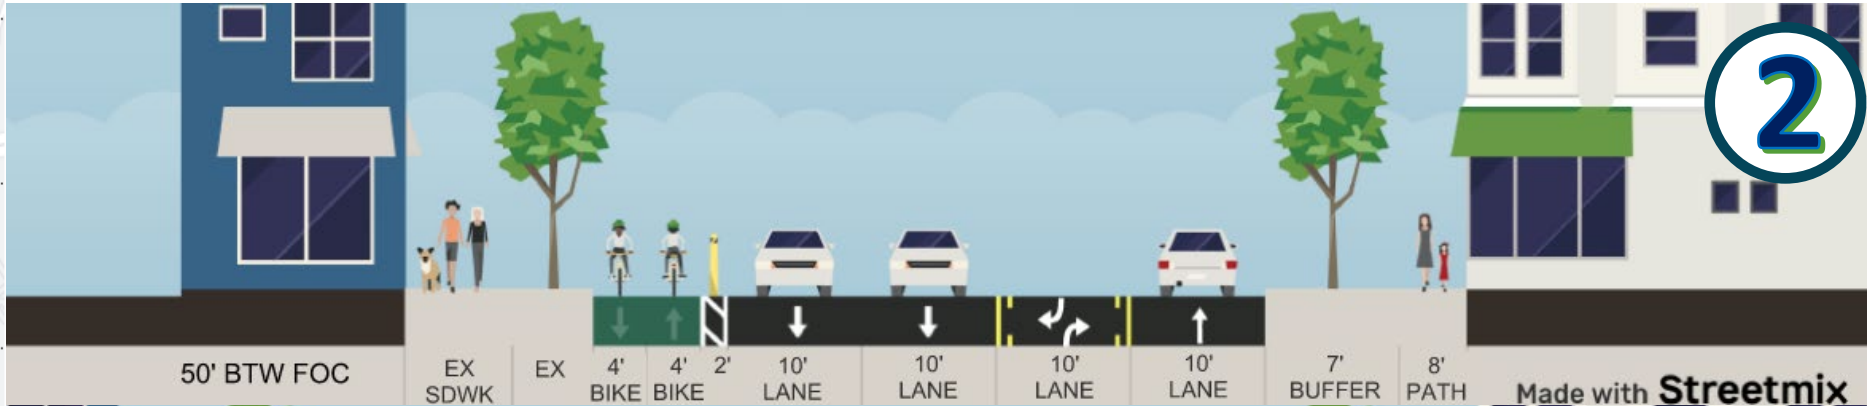 2
50' BTW FOC
EX
SDWK
EX
4'
BIKE
4'
BIKE
2'
10'
LANE
10'
LANE
10'
LANE
10'
LANE
7'
BUFFER
8'
PATH
Made with Streetmix